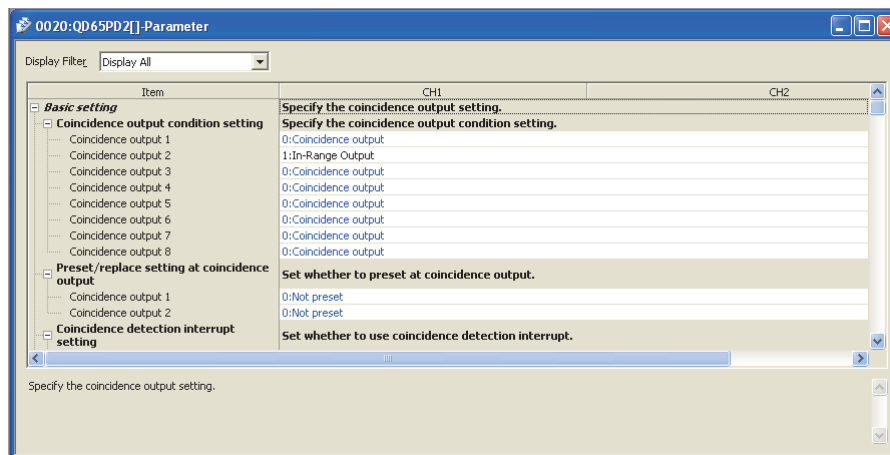 0020:QD65PD2[]-Parameter
Display Filter Display All
Item CH1 CH2
Basic setting Specify the coincidence output setting.
Coincidence output condition setting Specify the coincidence output condition setting.
Coincidence output 1 0:Coincidence output
Coincidence output 2 1:In-Range Output
Coincidence output 3 0:Coincidence output
Coincidence output 4 0:Coincidence output
Coincidence output 5 0:Coincidence output
Coincidence output 6 0:Coincidence output
Coincidence output 7 0:Coincidence output
Coincidence output 8 0:Coincidence output
Preset/replace setting at coincidence
output Set whether to preset at coincidence output.
Coincidence output 1 0:Not preset
Coincidence output 2 0:Not preset
Coincidence detection interrupt
setting Set whether to use coincidence detection interrupt.
Specify the coincidence output setting.